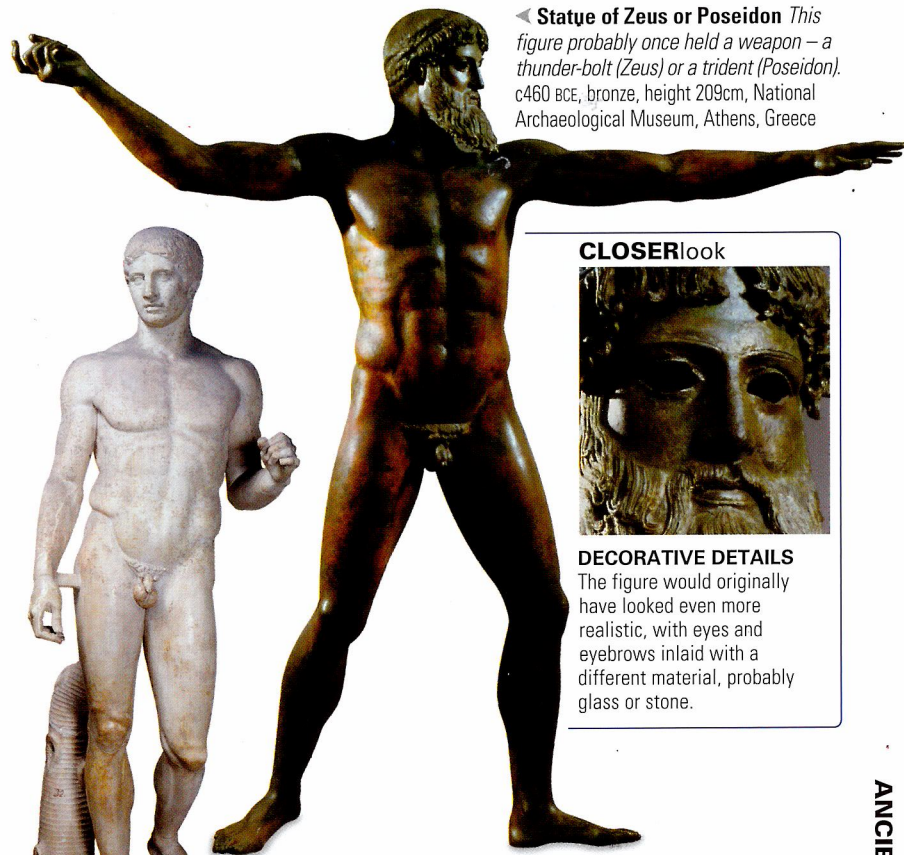 ◄ Statue of Zeus or Poseidon This
figure probably once held a weapon – a
thunder-bolt (Zeus) or a trident (Poseidon).
c460 BCE, bronze, height 209cm, National
Archaeological Museum, Athens, Greece
CLOSERlook
DECORATIVE DETAILS
The figure would originally
have looked even more
realistic, with eyes and
eyebrows inlaid with a
different material, probably
glass or stone.